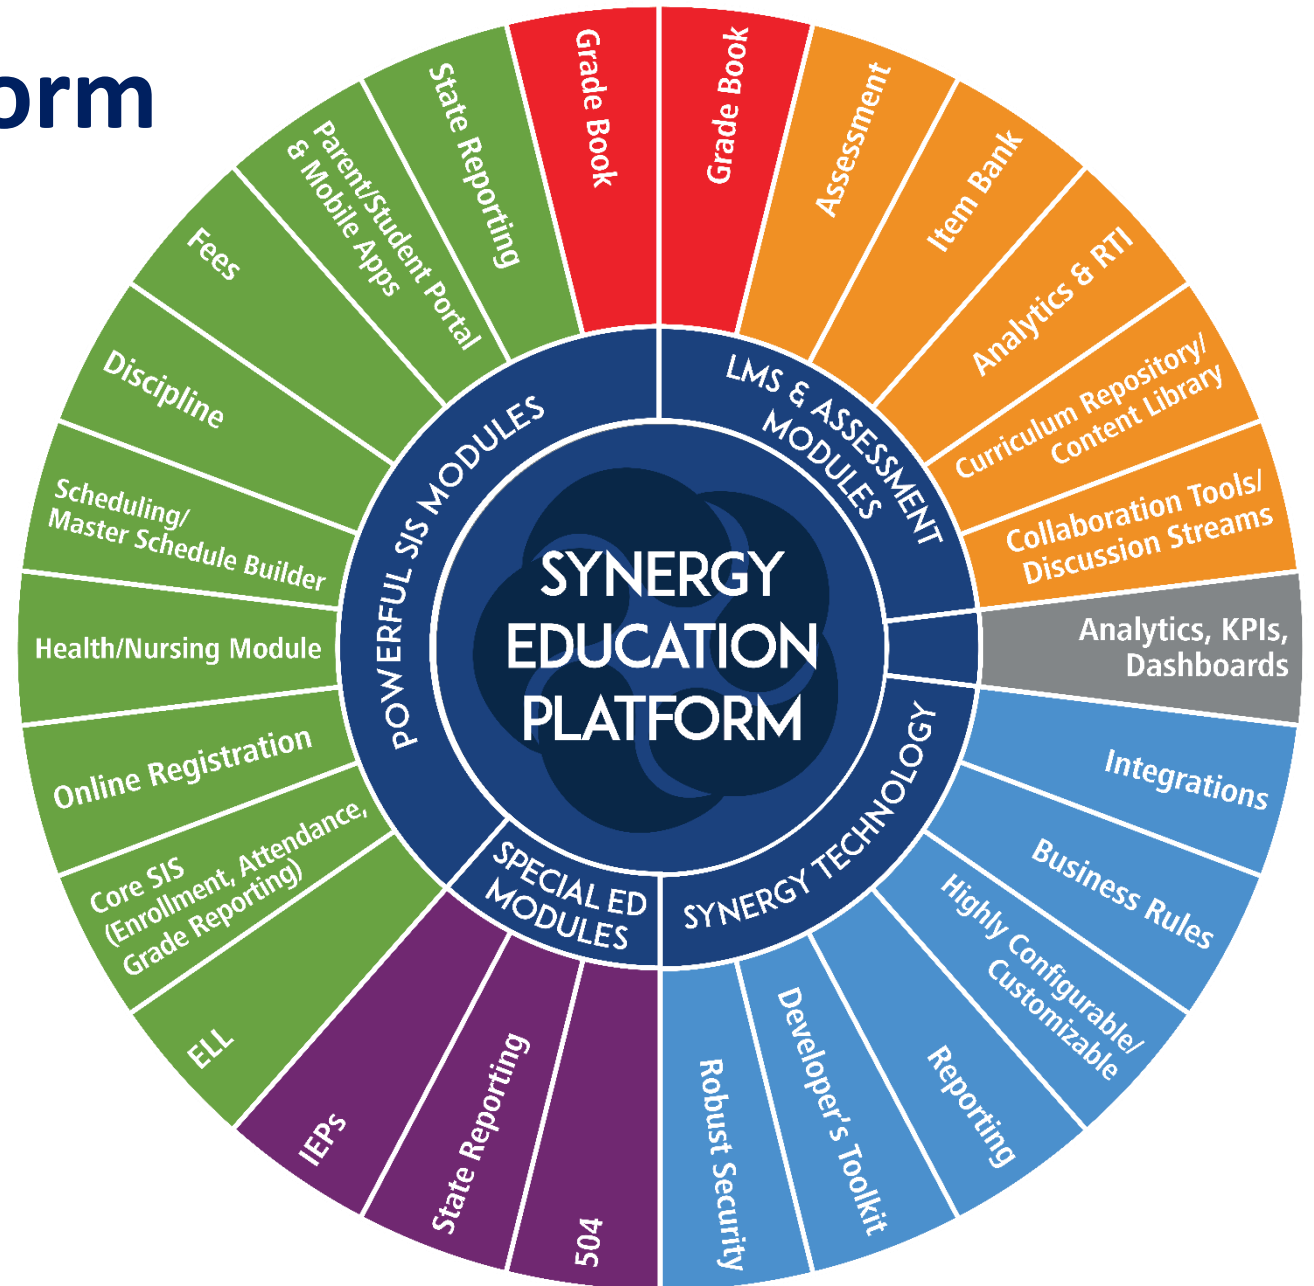 orm
SYNERGY
EDUCATION
PLATFORM
LMS & ASSESSMENT
MODULES
Grade Book
Assessment
Item Bank
Analytics & RTI
Curriculum Repository/
Content Library
Collaboration Tools/
Discussion Streams
Analytics, KPIs,
Dashboards
SYNERGY TECHNOLOGY
Integrations
Business Rules
Highly Configurable/
Customizable
Reporting
Developer's Toolkit
Robust Security
SPECIAL ED
MODULES
504
State Reporting
IEPs
POWERFUL SIS MODULES
ELL
Core SIS
(Enrollment, Attendance,
Grade Reporting)
Online Registration
Health/Nursing Module
Scheduling/
Master Schedule Builder
Discipline
Fees
Parent/Student Portal
& Mobile Apps
State Reporting
Grade Book